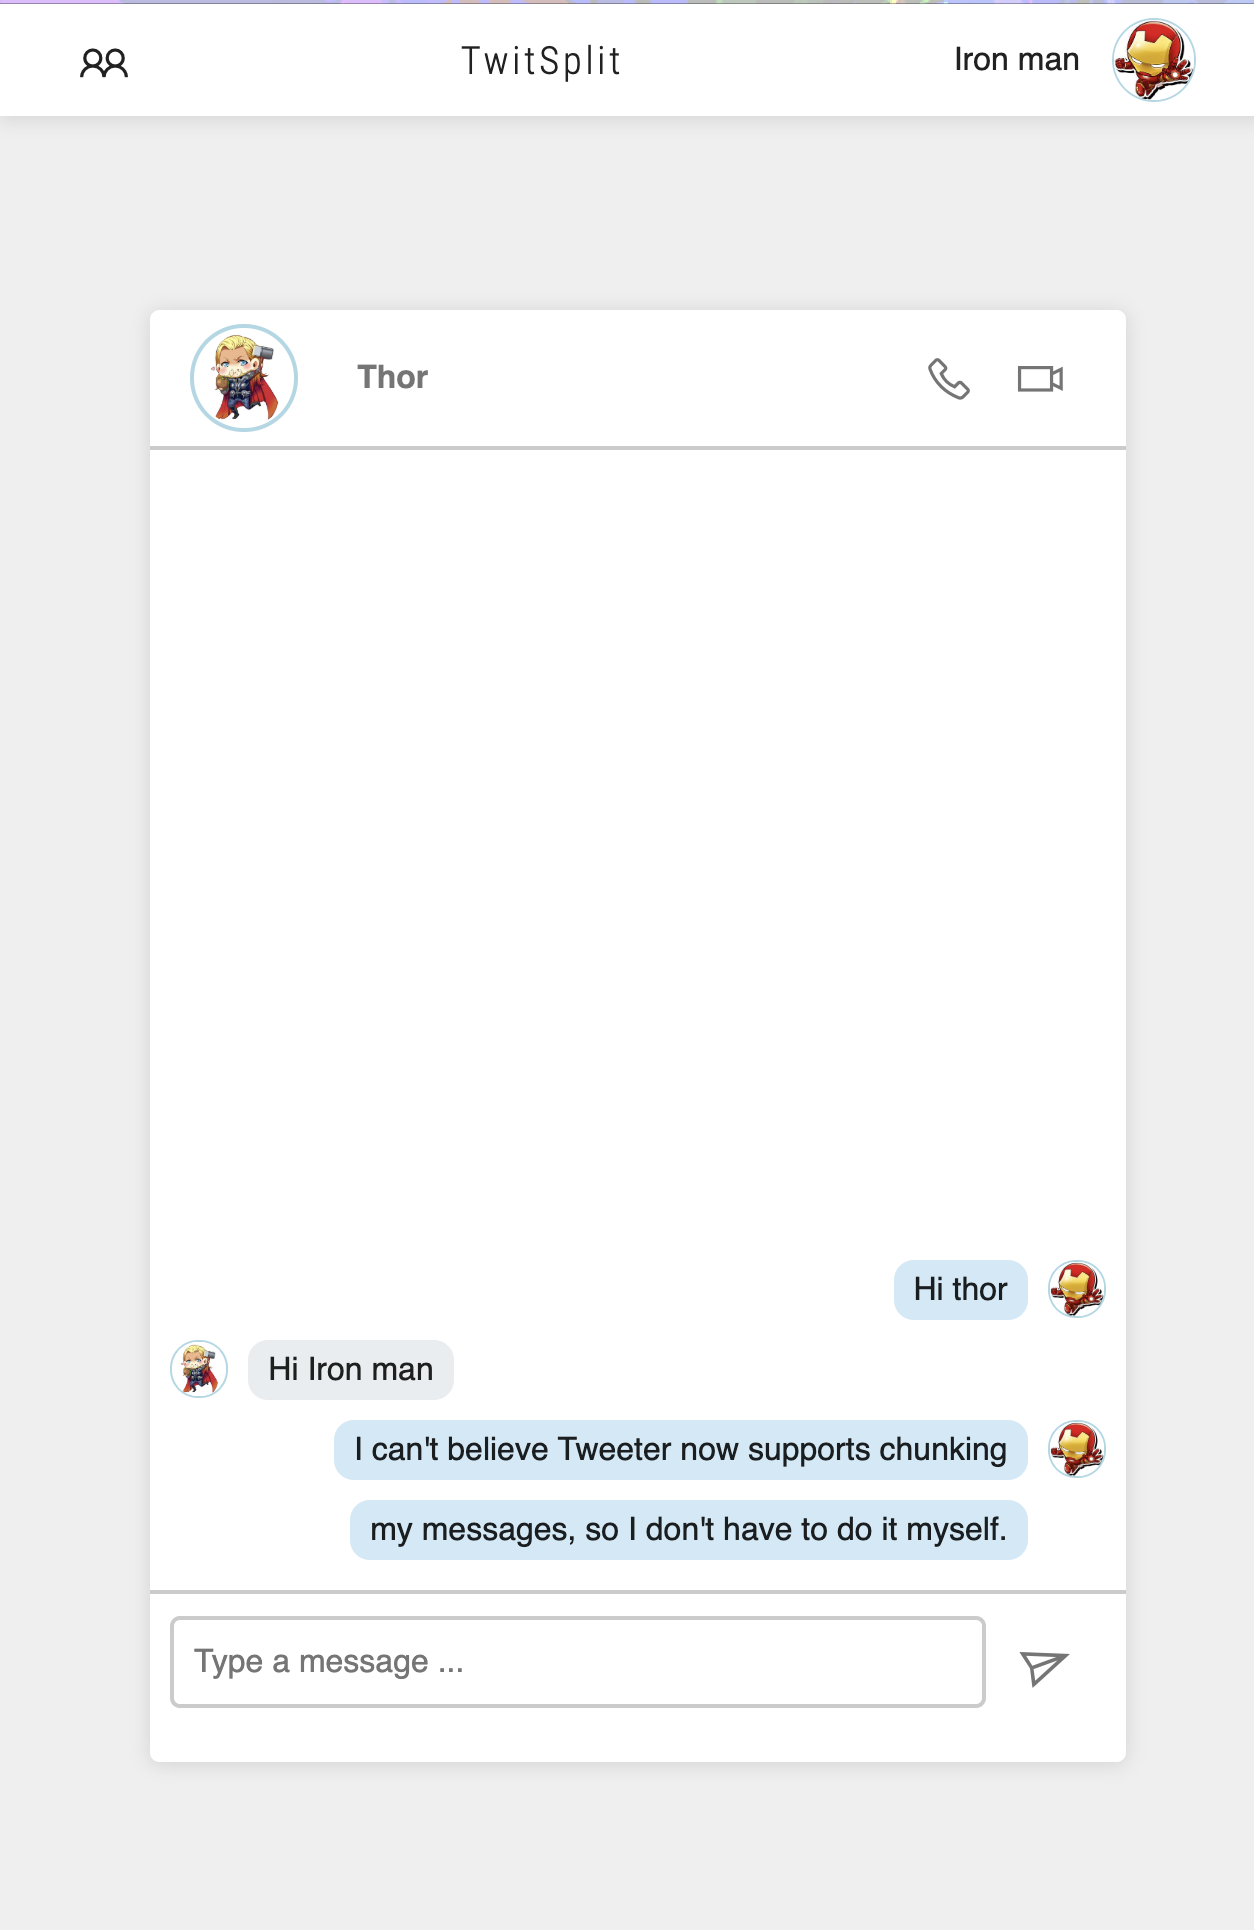 TwitSplit
Iron man
Thor
Hi thor
Hi Iron man
I can't believe Tweeter now supports chunking
my messages, so I don't have to do it myself.
Type a message ...